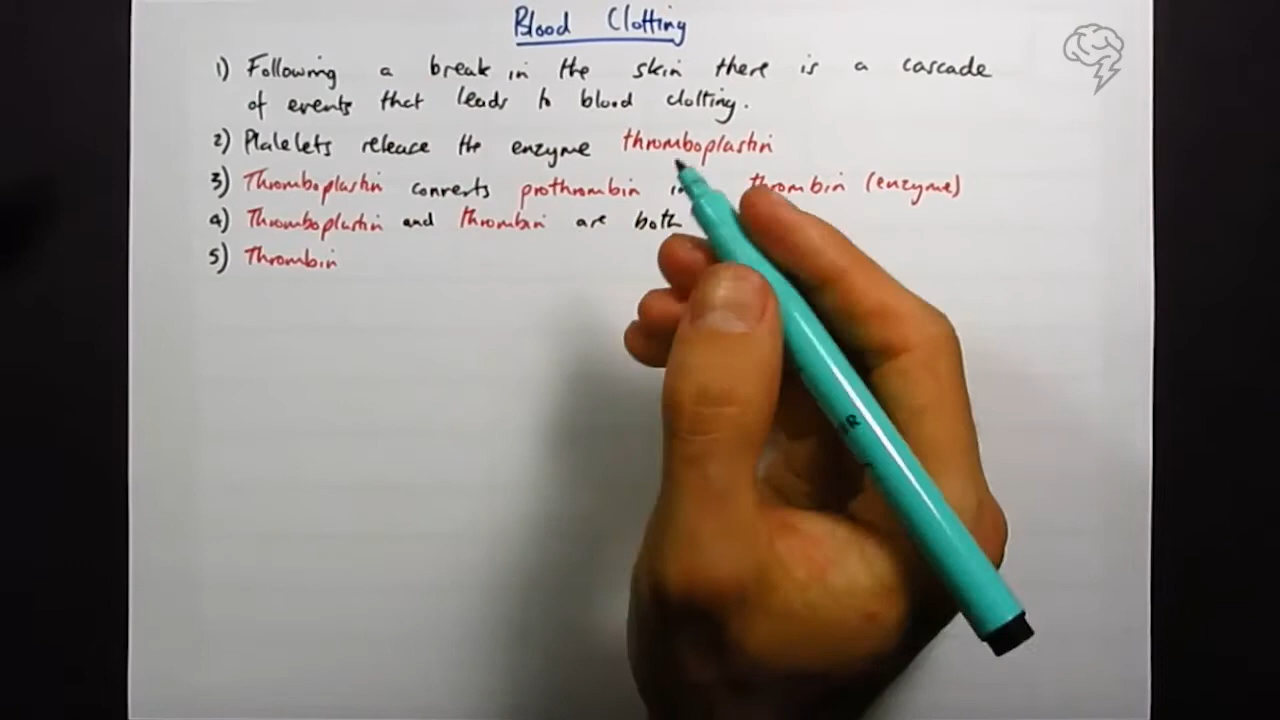 Blood Clotting
1) Following a break in the skin there is a cascade
of events that leads to blood clotting.
2) Platelets release the enzyme thromboplastin
3) Thromboplastin converts prothrombin thrombin (enzyme)
4) Thromboplastin and thrombin are both
5) Thrombin